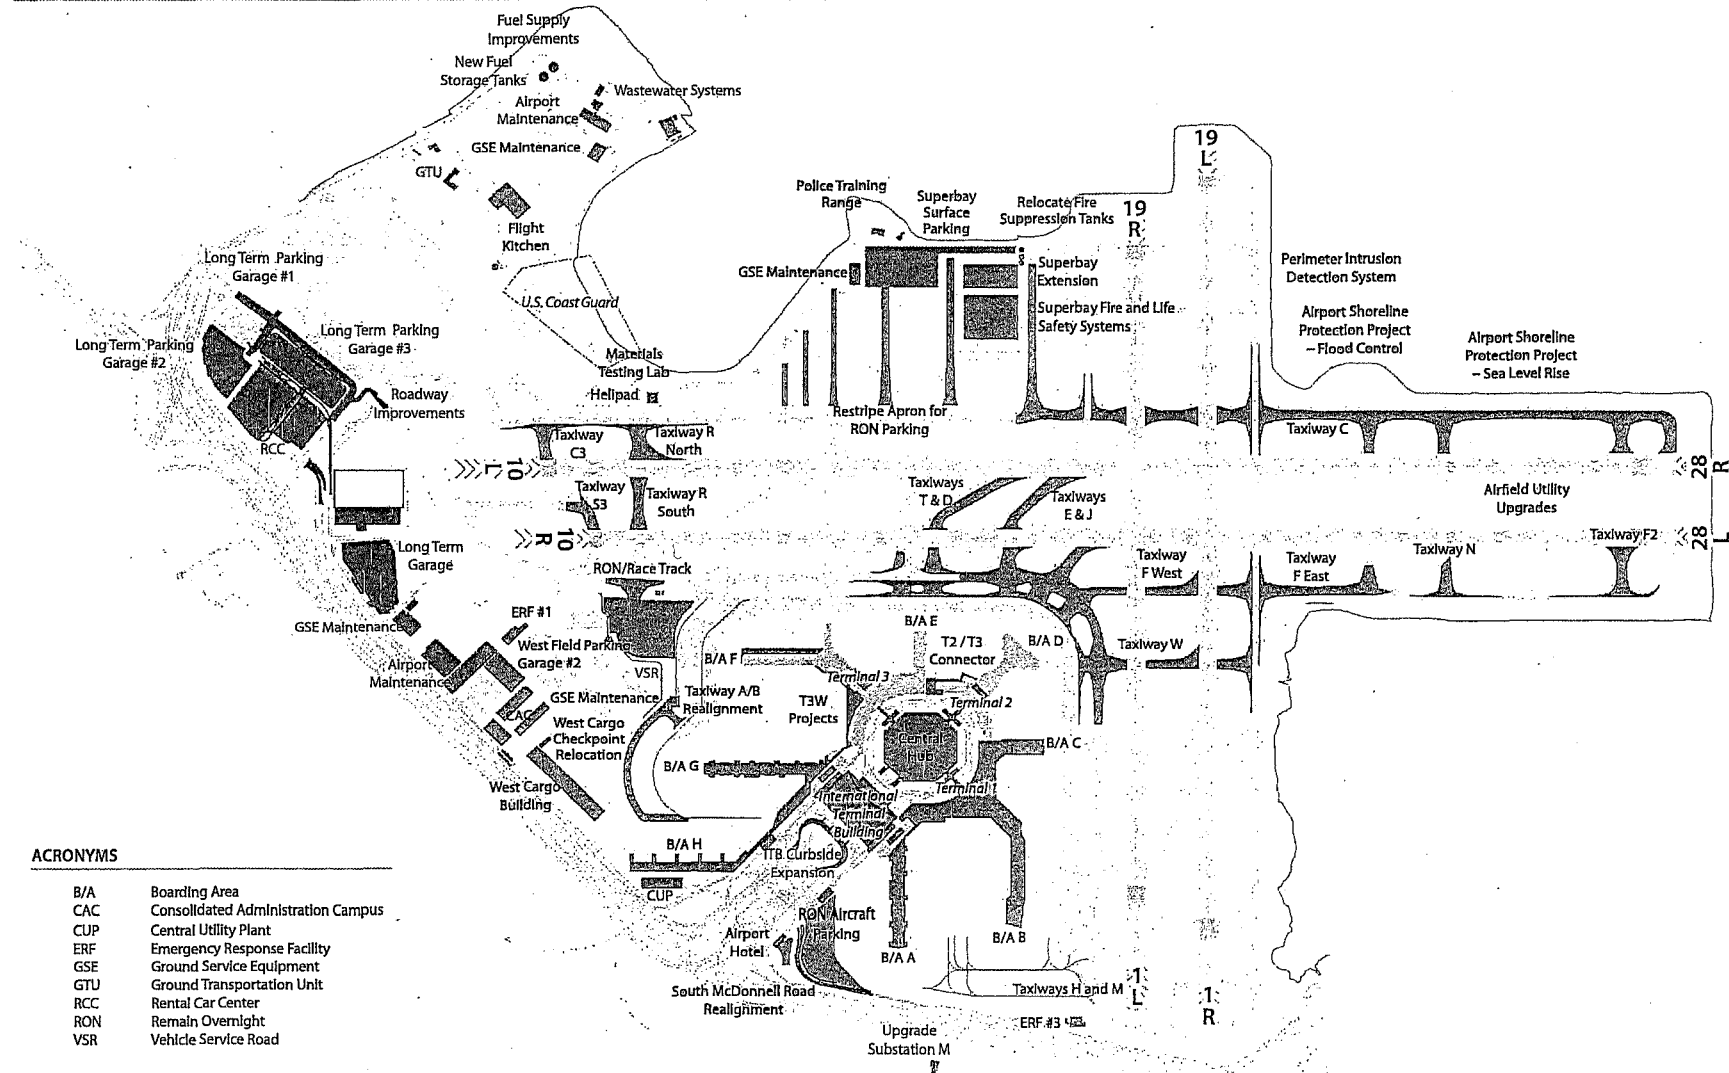 Fuel Supply
Improvements
New Fuel
Storage Tanks
Wastewater Systems
Airport
Maintenance
GSE Maintenance
GTU
Flight
Kitchen
U.S. Coast Guard
Materials
Testing Lab
Helipad
Police Training
Range
Superbay
Surface
Parking
Relocate Fire
Suppression Tanks
GSE Maintenance
Superbay
Extension
Superbay Fire and Life
Safety Systems
Restripe Apron for
RON Parking
19
L
19
R
Perimeter Intrusion
Detection System
Airport Shoreline
Protection Project
– Flood Control
Airport Shoreline
Protection Project
– Sea Level Rise
Long Term Parking
Garage #1
Long Term Parking
Garage #2
Long Term Parking
Garage #3
Roadway
Improvements
RCC
Taxiway
C3
Taxiway R
North
10
L
Taxiway
S3
Taxiway R
South
10
R
Taxiways
T & D
Taxiways
E & J
Taxiway C
28
R
Airfield Utility
Upgrades
28
L
Taxiway
F West
Taxiway
F East
Taxiway N
Taxiway F2
Taxiway W
Long Term
Garage
GSE Maintenance
ERF #1
RON/Race Track
West Field Parking
Garage #2
Airport
Maintenance
VSR
GSE Maintenance
CAC
West Cargo
Checkpoint
Relocation
West Cargo
Building
Taxiway A/B
Realignment
B/A F
B/A E
T2 / T3
Connector
B/A D
Terminal 3
Terminal 2
T3W
Projects
Central
Hub
B/A C
B/A G
International
Terminal
Building
Terminal 1
B/A H
CUP
ITB Curbside
Expansion
RON Aircraft
Parking
Airport
Hotel
B/A A
B/A B
South McDonnell Road
Realignment
Taxiways H and M
1
L
1
R
ERF #3
Upgrade
Substation M
ACRONYMS
B/A Boarding Area
CAC Consolidated Administration Campus
CUP Central Utility Plant
ERF Emergency Response Facility
GSE Ground Service Equipment
GTU Ground Transportation Unit
RCC Rental Car Center
RON Remain Overnight
VSR Vehicle Service Road